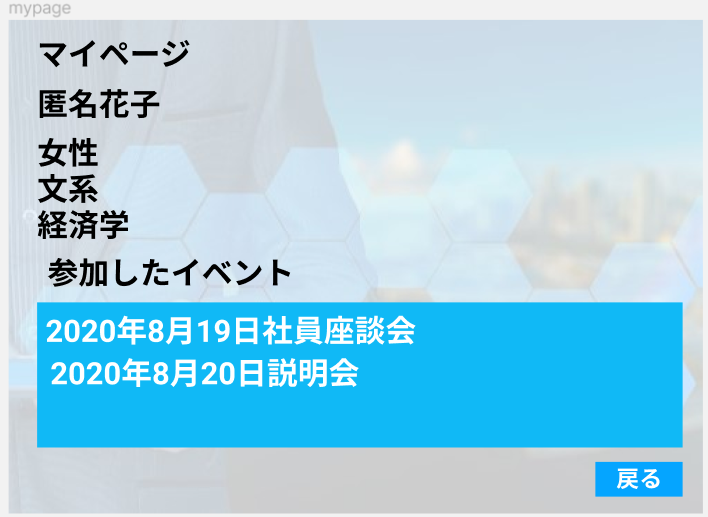 mypage
マイページ
匿名花子
女性
文系
経済学
参加したイベント
2020年8月19日社員座談会
2020年8月20日説明会
戻る